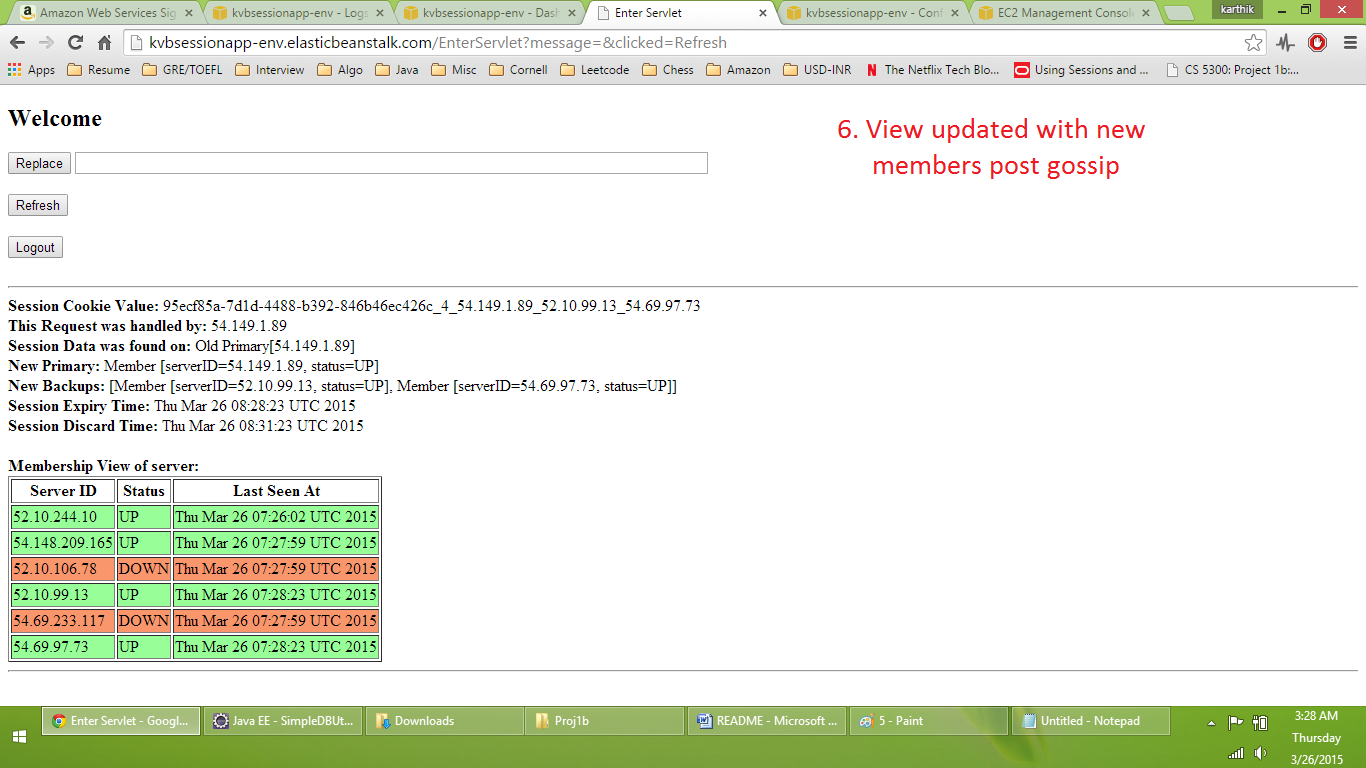 Amazon Web Services Sig
kvbsessionapp-env - Logs
kvbsessionapp-env - Dash
Enter Servlet
kvbsessionapp-env - Conf
EC2 Management Console
karthik
kvbsessionapp-env.elasticbeanstalk.com/EnterServlet?message=&clicked=Refresh
Apps Resume GRE/TOEFL Interview Algo Java Misc Cornell Leetcode Chess Amazon USD-INR The Netflix Tech Blo... Using Sessions and ... CS 5300: Project 1b:...
Welcome
6. View updated with new
members post gossip
Replace
Refresh
Logout
Session Cookie Value: 95ecf85a-7d1d-4488-b392-846b46ec426c_4_54.149.1.89_52.10.99.13_54.69.97.73
This Request was handled by: 54.149.1.89
Session Data was found on: Old Primary[54.149.1.89]
New Primary: Member [serverID=54.149.1.89, status=UP]
New Backups: [Member [serverID=52.10.99.13, status=UP], Member [serverID=54.69.97.73, status=UP]]
Session Expiry Time: Thu Mar 26 08:28:23 UTC 2015
Session Discard Time: Thu Mar 26 08:31:23 UTC 2015
Membership View of server:
Server ID Status Last Seen At
52.10.244.10 UP Thu Mar 26 07:26:02 UTC 2015
54.148.209.165 UP Thu Mar 26 07:27:59 UTC 2015
52.10.106.78 DOWN Thu Mar 26 07:27:59 UTC 2015
52.10.99.13 UP Thu Mar 26 07:28:23 UTC 2015
54.69.233.117 DOWN Thu Mar 26 07:27:59 UTC 2015
54.69.97.73 UP Thu Mar 26 07:28:23 UTC 2015
Enter Servlet - Googl...
Java EE - SimpleDBUt...
Downloads
Proj1b
README - Microsoft ...
5 - Paint
Untitled - Notepad
3:28 AM
Thursday
3/26/2015